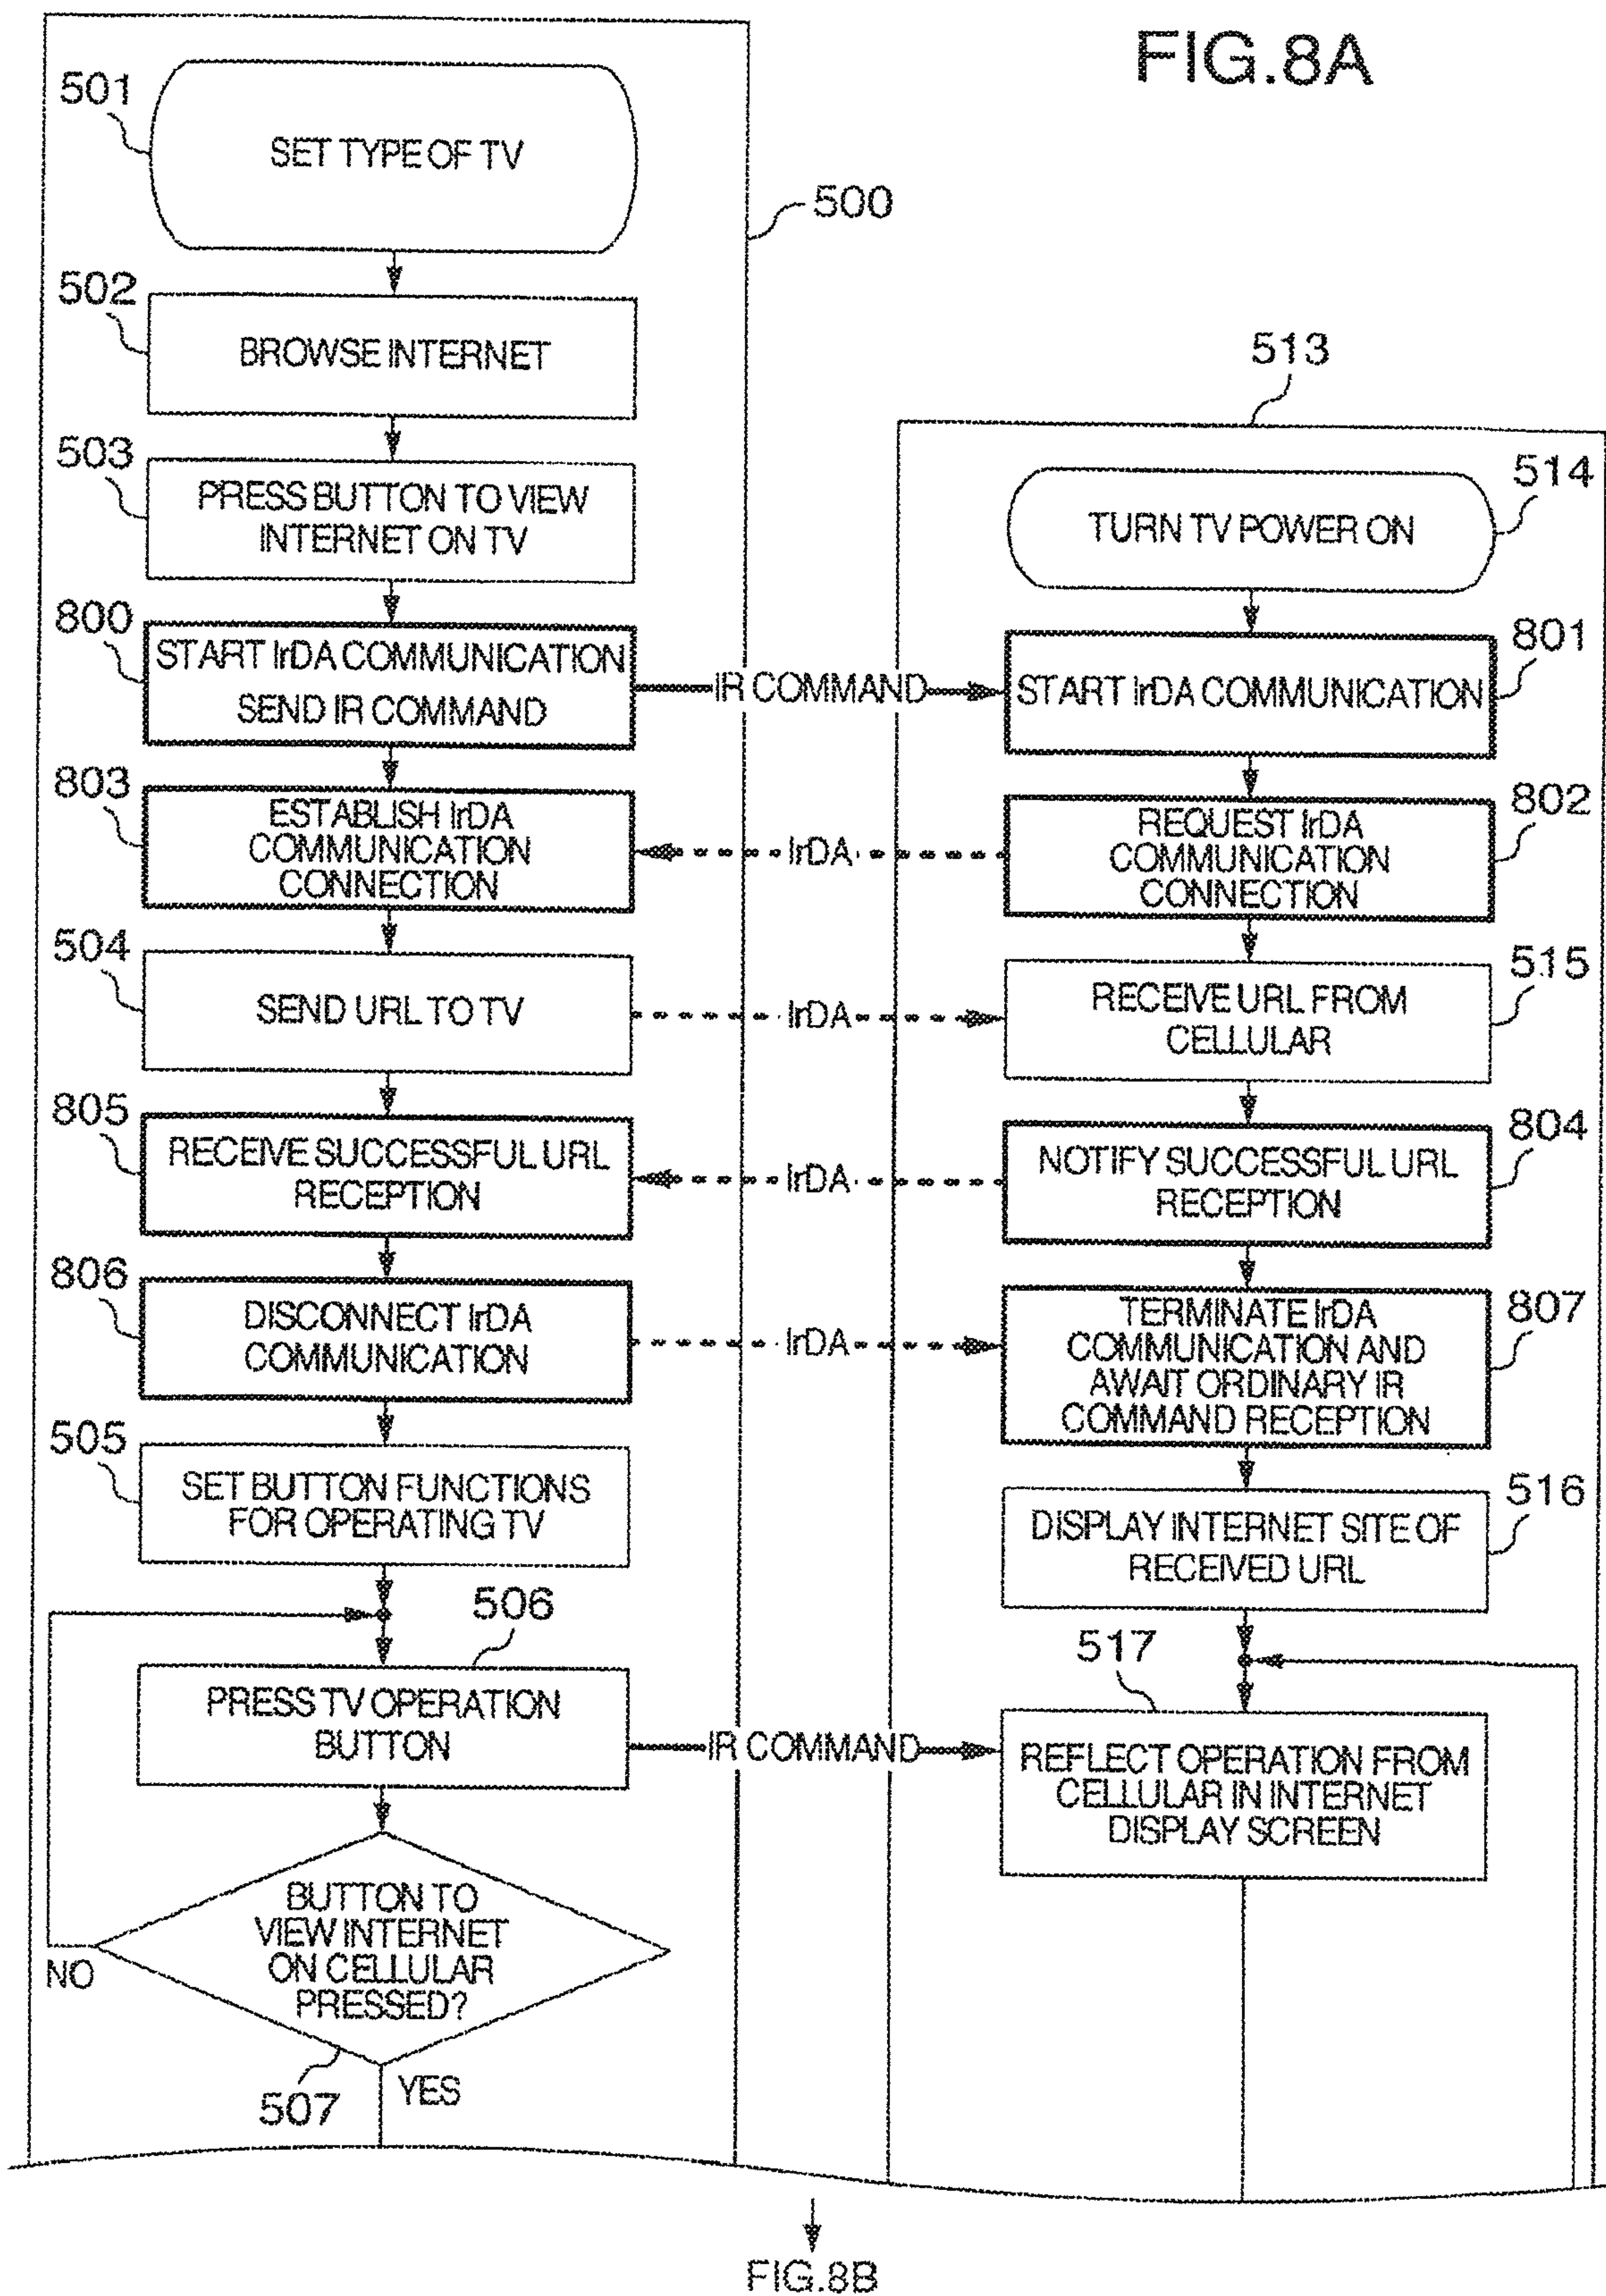 FIG.8A
501
SET TYPE OF TV
500
502
BROWSE INTERNET
513
503
PRESS BUTTON TO VIEW
INTERNET ON TV
514
TURN TV POWER ON
800
START IrDA COMMUNICATION
SEND IR COMMAND
IR COMMAND
801
START IrDA COMMUNICATION
803
ESTABLISH IrDA
COMMUNICATION
CONNECTION
IrDA
802
REQUEST IrDA
COMMUNICATION
CONNECTION
504
SEND URL TO TV
IrDA
515
RECEIVE URL FROM
CELLULAR
805
RECEIVE SUCCESSFUL URL
RECEPTION
IrDA
804
NOTIFY SUCCESSFUL URL
RECEPTION
806
DISCONNECT IrDA
COMMUNICATION
IrDA
807
TERMINATE IrDA
COMMUNICATION AND
AWAIT ORDINARY IR
COMMAND RECEPTION
505
SET BUTTON FUNCTIONS
FOR OPERATING TV
516
DISPLAY INTERNET SITE OF
RECEIVED URL
506
PRESS TV OPERATION
BUTTON
IR COMMAND
517
REFLECT OPERATION FROM
CELLULAR IN INTERNET
DISPLAY SCREEN
BUTTON TO
VIEW INTERNET
ON CELLULAR
PRESSED?
NO
507
YES
FIG.8B